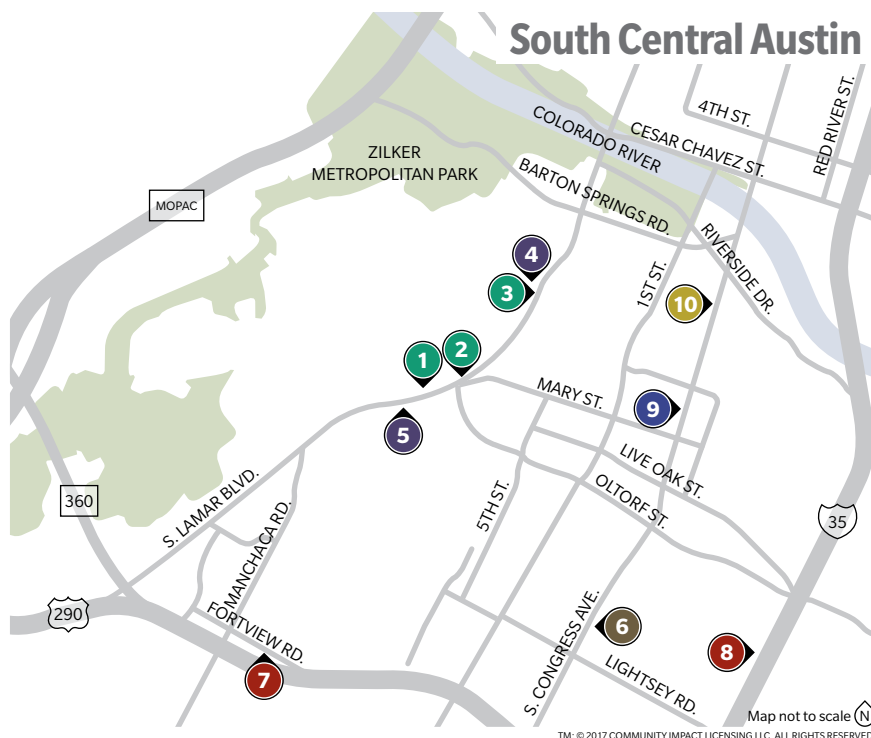 South Central Austin
4TH ST.
RED RIVER ST.
COLORADO RIVER
CESAR CHAVEZ ST.
ZILKER
METROPOLITAN PARK
BARTON SPRINGS RD.
MOPAC
RIVERSIDE DR.
4
3
1ST ST.
10
1
2
MARY ST.
9
5
LIVE OAK ST.
S. LAMAR BLVD.
360
OLTORF ST.
5TH ST.
35
MANCHACA RD.
290
FORTVIEW RD.
S. CONGRESS AVE.
6
8
7
LIGHTSEY RD.
Map not to scale N
TM; © 2017 COMMUNITY IMPACT LICENSING LLC. ALL RIGHTS RESERVED